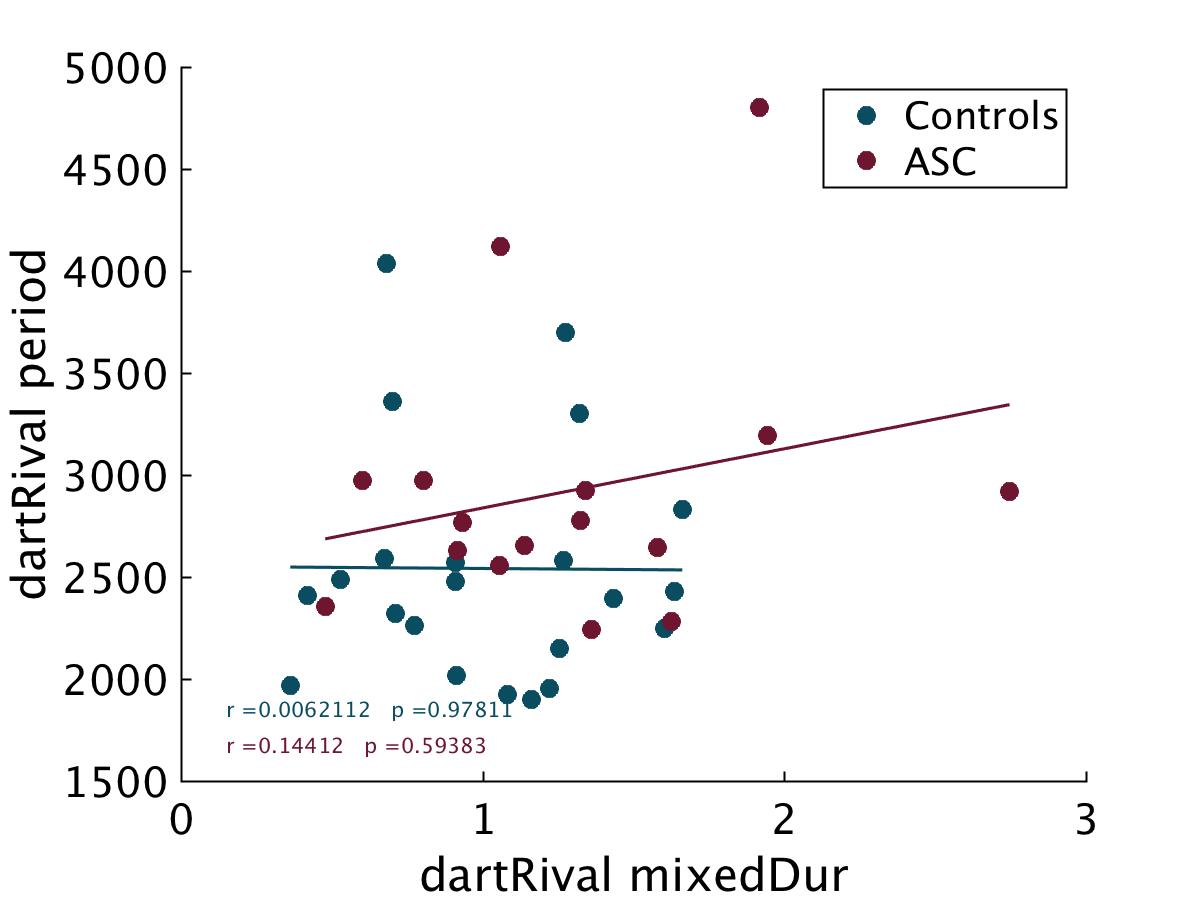 5000
4500
4000
3500
3000
2500
2000
1500
0
1
2
3
dartRival period
dartRival mixedDur
Controls
ASC
r =0.0062112 p =0.97811
r =0.14412 p =0.59383